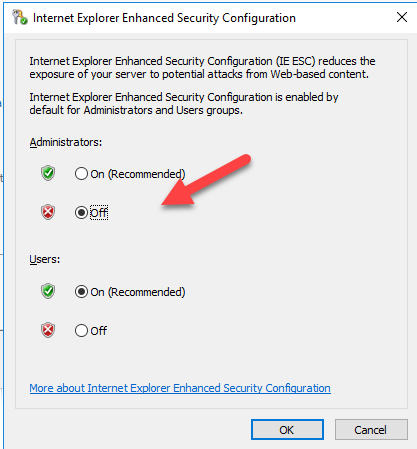 Internet Explorer Enhanced Security Configuration
Internet Explorer Enhanced Security Configuration (IE ESC) reduces the
exposure of your server to potential attacks from Web-based content.
Internet Explorer Enhanced Security Configuration is enabled by
default for Administrators and Users groups.
Administrators:
On (Recommended)
Off
Users:
On (Recommended)
Off
More about Internet Explorer Enhanced Security Configuration
OK Cancel